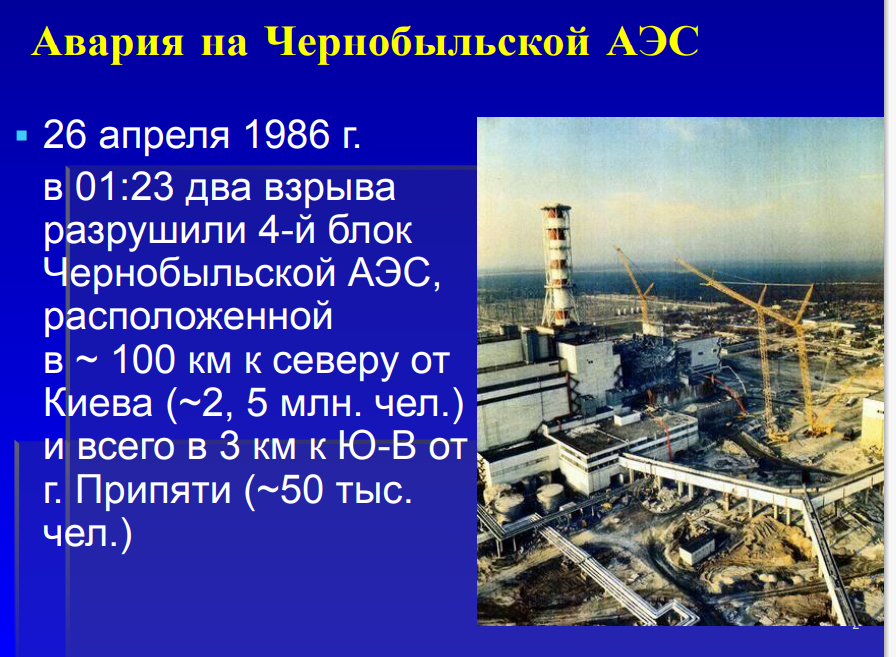 Авария на Чернобыльской АЭС
26 апреля 1986 г.
в 01:23 два взрыва
разрушили 4-й блок
Чернобыльской АЭС,
расположенной
в ~ 100 км к северу от
Киева (~2, 5 млн. чел.)
и всего в 3 км к Ю-В от
г. Припяти (~50 тыс.
чел.)